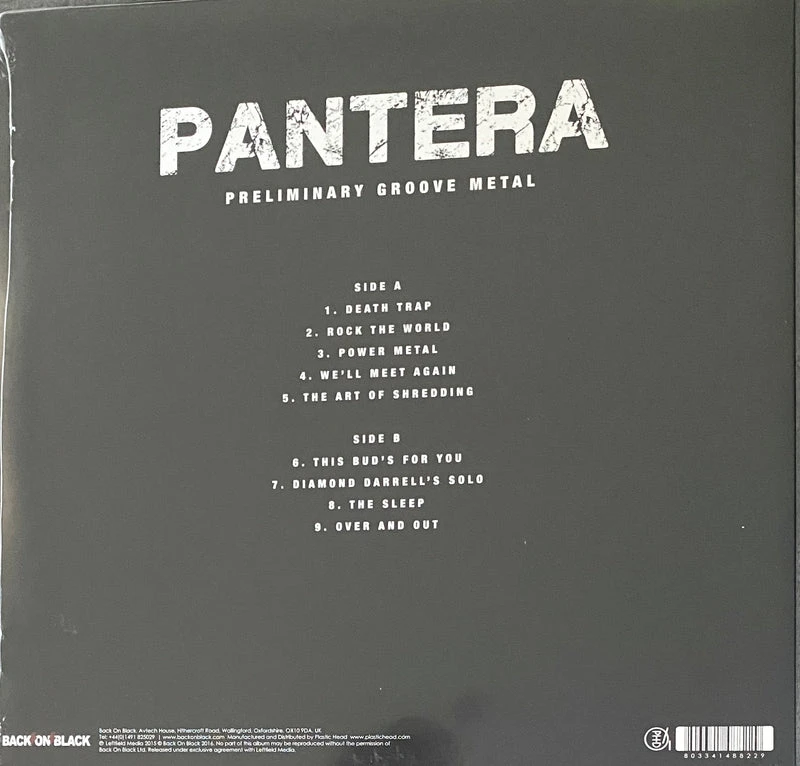 PANTERA
PRELIMINARY GROOVE METAL
SIDE A
1. DEATH TRAP
2. ROCK THE WORLD
3. POWER METAL
4. WE'LL MEET AGAIN
5. THE ART OF SHREDDING
SIDE B
6. THIS BUD'S FOR YOU
7. DIAMOND DARRELL'S SOLO
8. THE SLEEP
9. OVER AND OUT
BACK ON BLACK
Back On Black, Avtech House, Hithercroft Road, Wallingford, Oxfordshire, OX10 9DA, UK
Tel: +44(0)1491 825029 | www.backonblack.com Manufactured and Distributed by Plastic Head www.plastichead.com
℗ Leftfield Media 2015 © Back On Black 2016. No part of this album may be reproduced without the permission of
Back On Black Ltd. Released under exclusive agreement with Leftfield Media.
803341488229